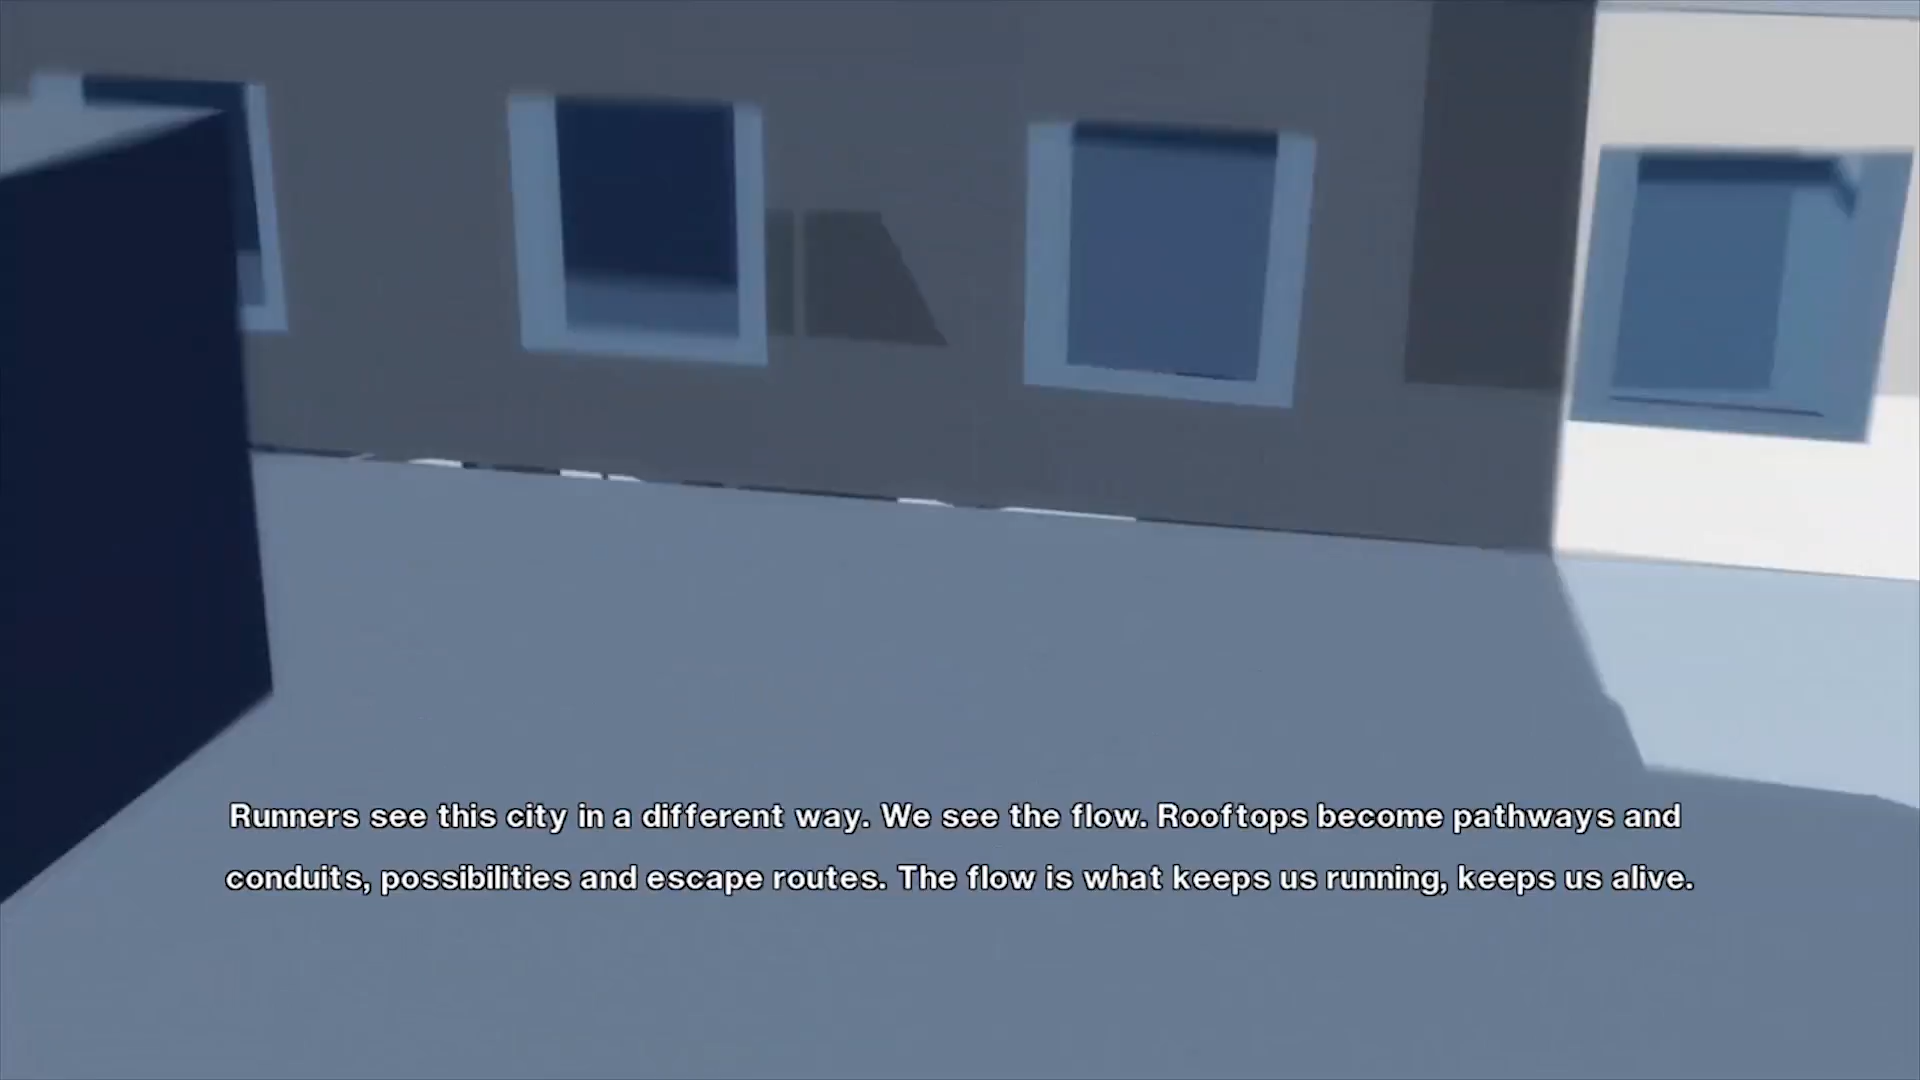 Runners see this city in a different way. We see the flow. Rooftops become pathways and
conduits, possibilities and escape routes. The flow is what keeps us running, keeps us alive.